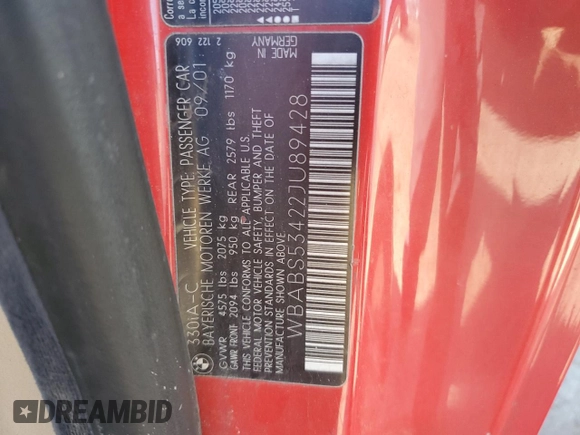 330iA-C VEHICLE TYPE: PASSENGER CAR
BAYERISCHE MOTOREN WERKE AG 09/01
2 122 606
GVWR 4575 lbs 2075 kg
GAWR FRONT 2094 lbs 950 kg REAR 2579 lbs 1170 kg
THIS VEHICLE CONFORMS TO ALL APPLICABLE U.S.
FEDERAL MOTOR VEHICLE SAFETY, BUMPER AND THEFT
PREVENTION STANDARDS IN EFFECT ON THE DATE OF
MANUFACTURE SHOWN ABOVE.
MADE IN
GERMANY
WBABS53422JU89428
DREAMBID